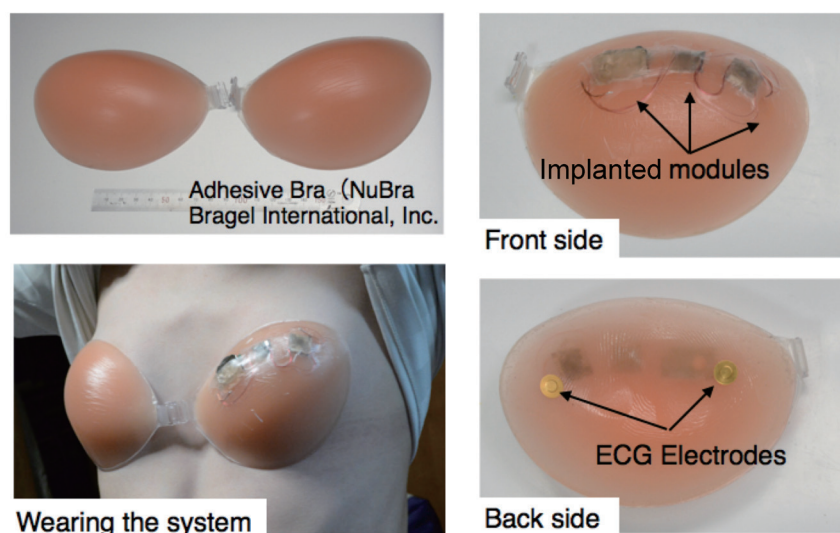 Adhesive Bra （NuBra
Bragel International, Inc.
Implanted modules
Front side
Wearing the system
ECG Electrodes
Back side